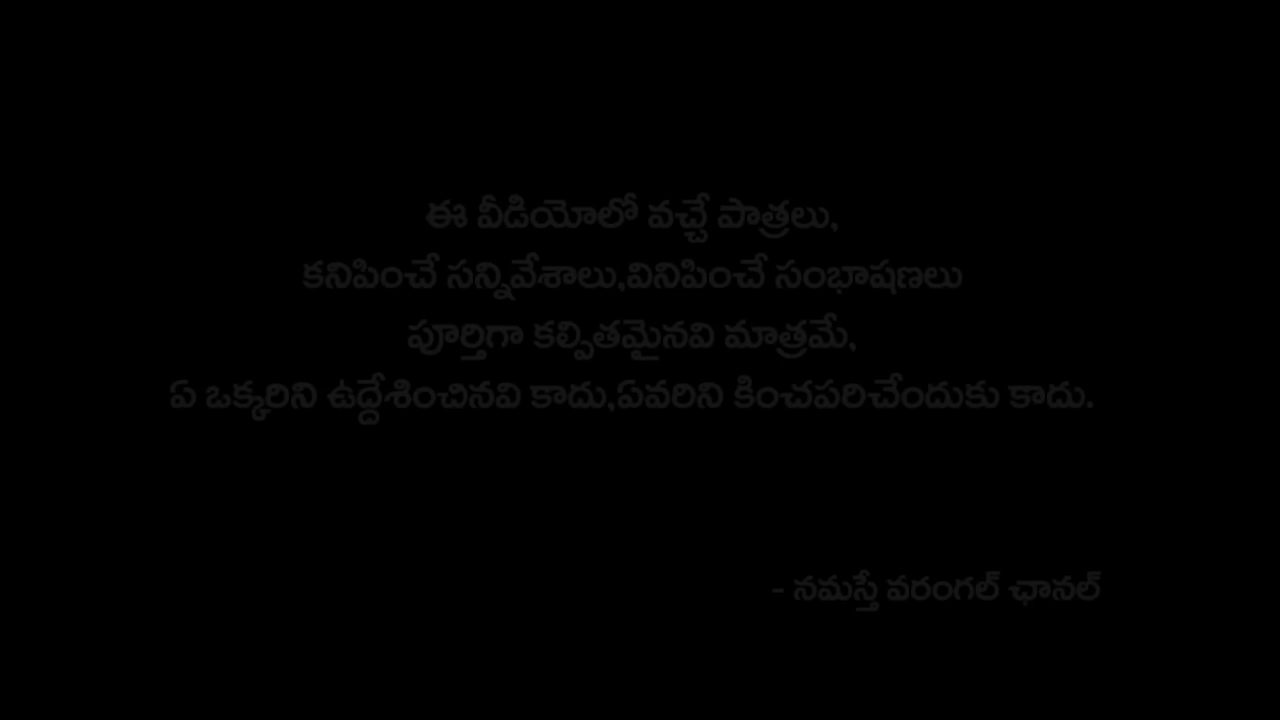 ఈ వీడియోలో వచ్చే పాత్రలు,
కనిపించే సన్నివేశాలు,వినిపించే సంభాషణలు
పూర్తిగా కల్పితమైనవి మాత్రమే,
ఏ ఒక్కరిని ఉద్దేశించినవి కాదు,ఏవరిని కించపరిచేందుకు కాదు.
- నమస్తే వరంగల్ ఛానల్